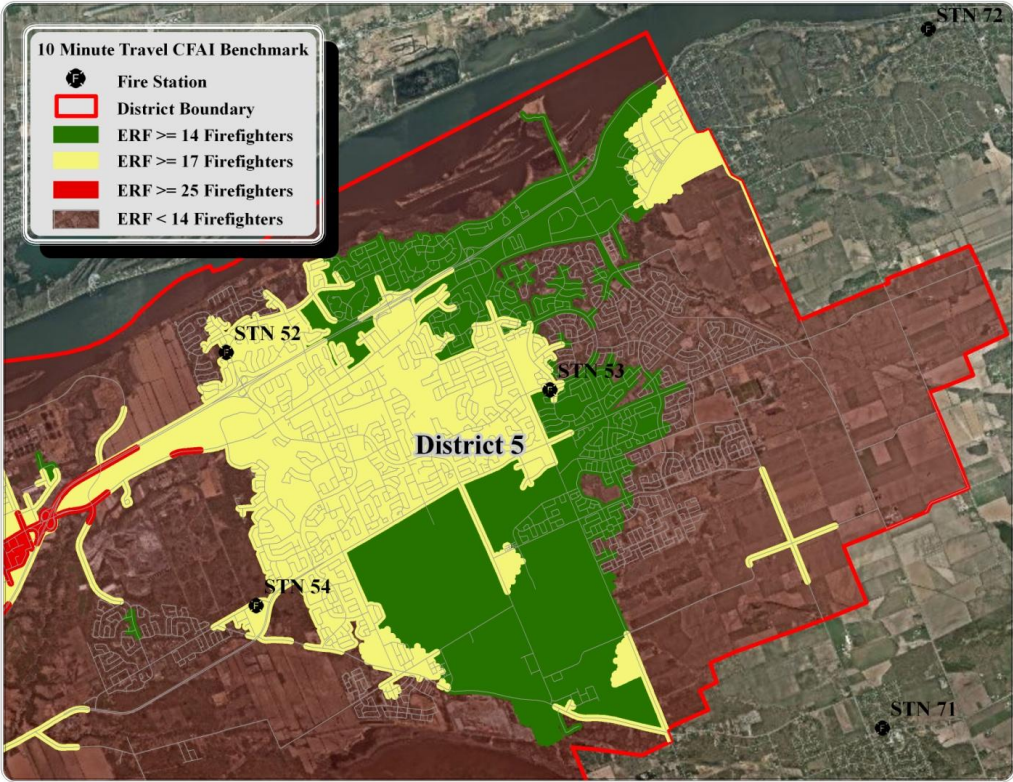 STN 72
10 Minute Travel CFAI Benchmark
F Fire Station
District Boundary
ERF >= 14 Firefighters
ERF >= 17 Firefighters
ERF >= 25 Firefighters
ERF < 14 Firefighters
STN 52
F
STN 53
F
District 5
STN 54
F
STN 71
F